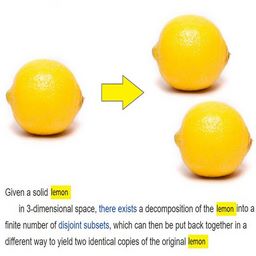 Given a solid lemon
in 3-dimensional space, there exists a decomposition of the lemon into a
finite number of disjoint subsets, which can then be put back together in a
different way to yield two identical copies of the original lemon